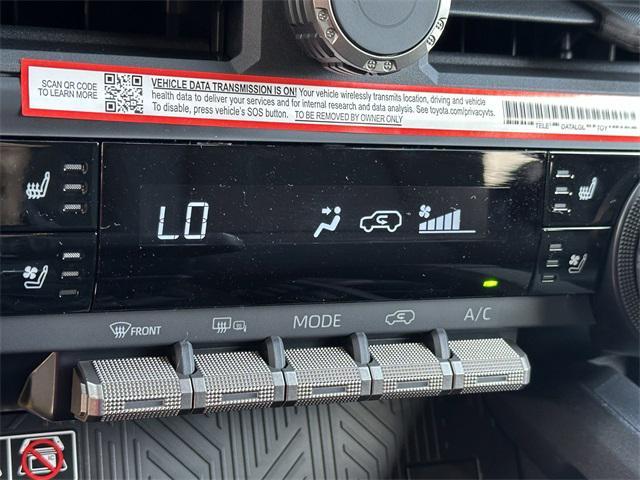 SCAN QR CODE
TO LEARN MORE
VEHICLE DATA TRANSMISSION IS ON! Your vehicle wirelessly transmits location, driving and vehicle
health data to deliver your services and for internal research and data analysis. See toyota.com/privacyvts.
To disable, press vehicle's SOS button. TO BE REMOVED BY OWNER ONLY
LO
FRONT
MODE
A/C